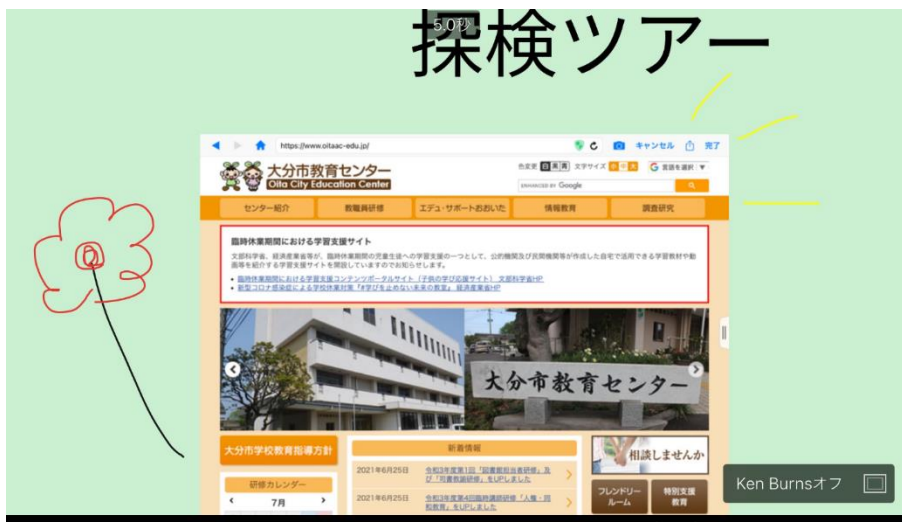 5.0秒
探検ツアー
https://www.oitaac-edu.jp/
キャンセル
完了
大分市教育センター
Oita City Education Center
色変更 白 黒 青 文字サイズ 小 中 大 G 言語を選択 ▼
ENHANCED BY Google
センター紹介 教職員研修 エデュ・サポートおおいた 情報教育 調査研究
臨時休業期間における学習支援サイト
文部科学省、経済産業省等が、臨時休業期間の児童生徒への学習支援の一つとして、公的機関及び民間機関等が作成した自宅で活用できる学習教材や動
画等を紹介する学習支援サイトを開設していますのでお知らせします。
• 臨時休業期間における学習支援コンテンツポータルサイト（子供の学び応援サイト） 文部科学省HP
• 新型コロナ感染症による学校休業対策『#学びを止めない未来の教室』 経済産業省HP
大分市教育センター
大分市学校教育指導方針
新着情報
相談しませんか
2021年6月25日 令和3年度第1回「図書館担当者研修」及
び「司書教諭研修」をUPしました
研修カレンダー
7月
2021年6月25日 令和3年度第4回臨時講師研修「人権・同
和教育」をUPしました
フレンドリー
ルーム
特別支援
教育
Ken Burnsオフ